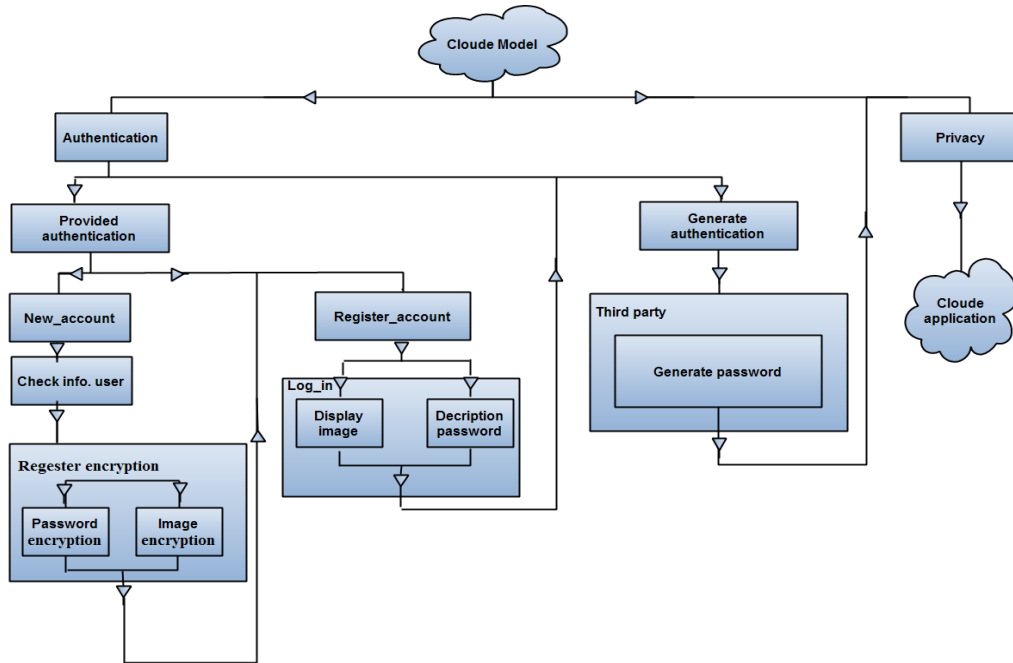 Cloude Model
Authentication
Privacy
Provided
authentication
Generate
authentication
New_account
Register_account
Third party
Cloude
application
Check info. user
Generate password
Log_in
Display
image
Decription
password
Regester encryption
Password
encryption
Image
encryption